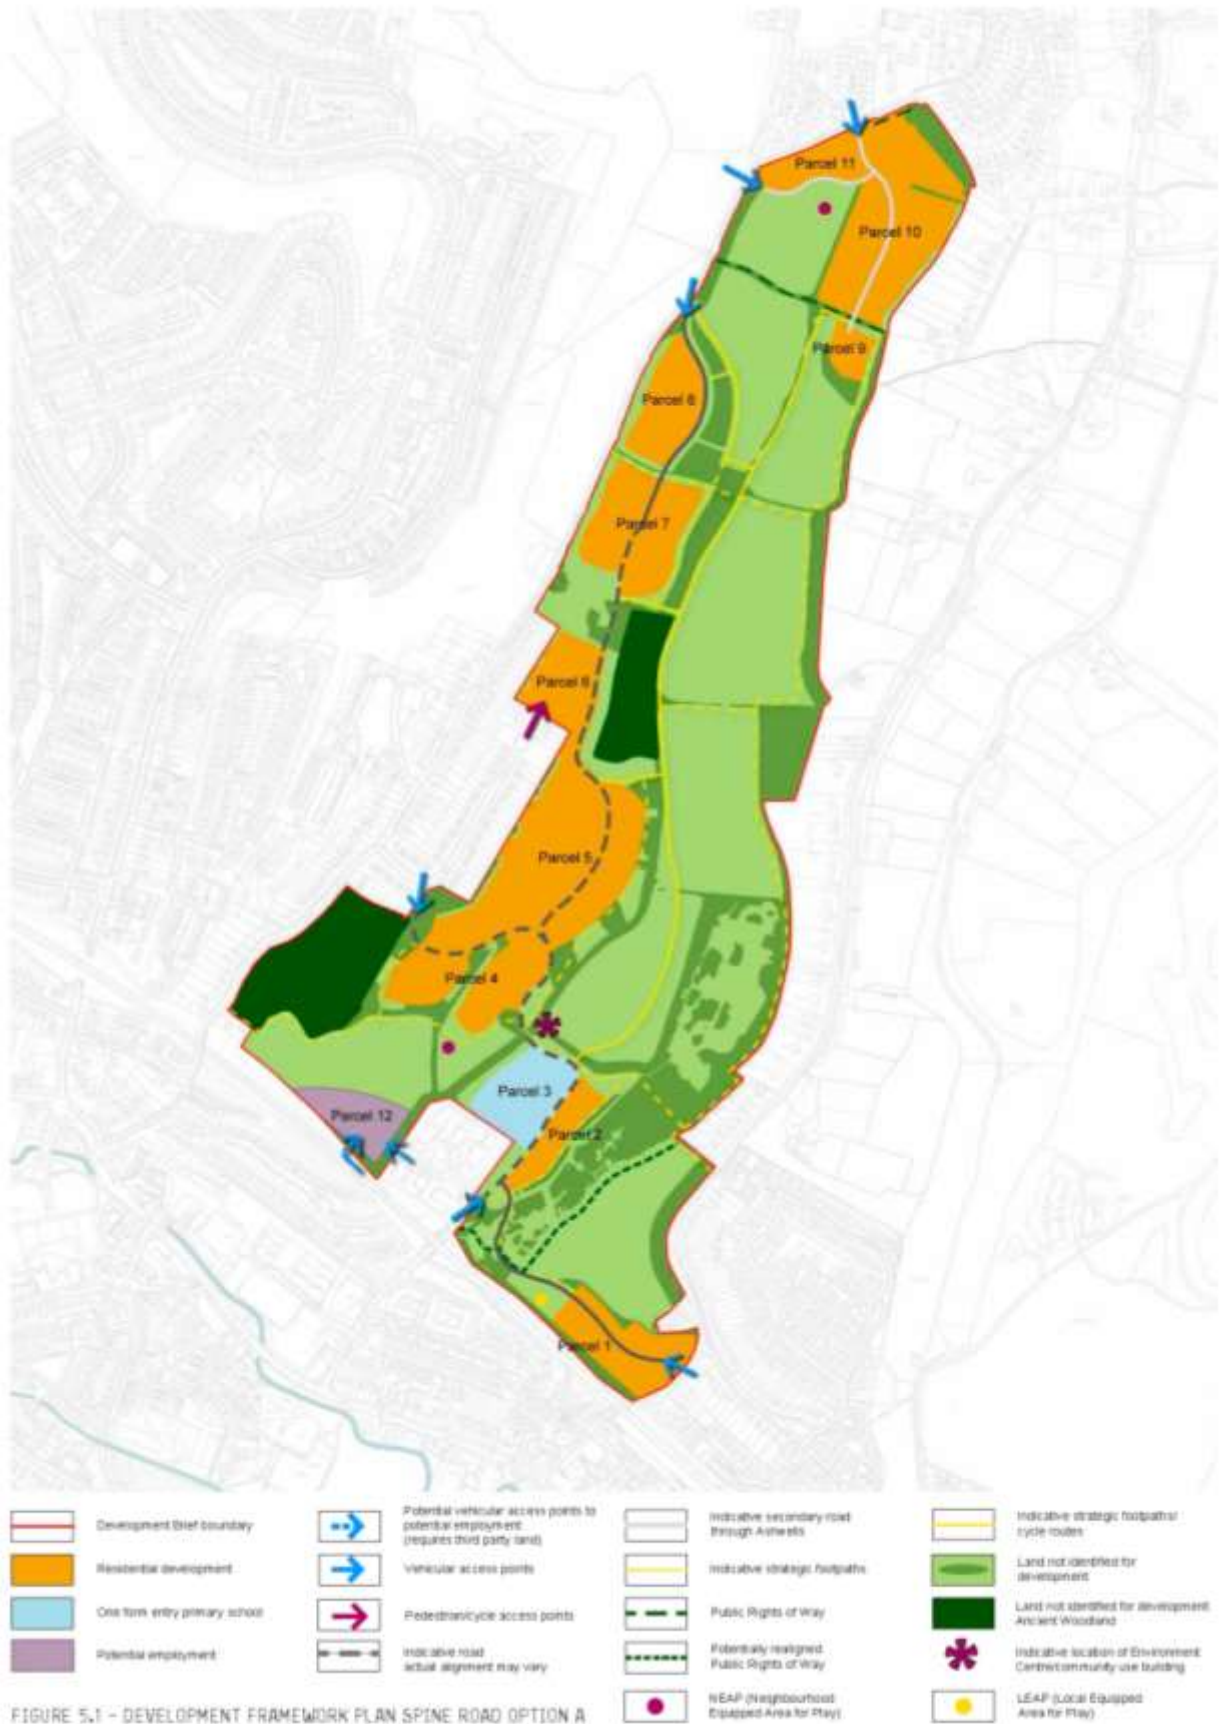 Parcel 11
Parcel 10
Parcel 9
Parcel 8
Parcel 7
Parcel 6
Parcel 5
Parcel 4
Parcel 3
Parcel 12
Parcel 2
Parcel 1
Development Brief boundary
Residential development
One form entry primary school
Potential employment
Potential vehicular access points to
potential employment
(requires third party land)
Vehicular access points
Pedestrian/cycle access points
Indicative road
actual alignment may vary
Indicative secondary road
through Ashwells
Indicative strategic footpaths
Public Rights of Way
Potentially realigned
Public Rights of Way
NEAP (Neighbourhood
Equipped Area for Play)
Indicative strategic footpaths/
cycle routes
Land not identified for
development
Land not identified for development
Ancient Woodland
Indicative location of Environment
Centre/community use building
LEAP (Local Equipped
Area for Play)
FIGURE 5.1 - DEVELOPMENT FRAMEWORK PLAN SPINE ROAD OPTION A